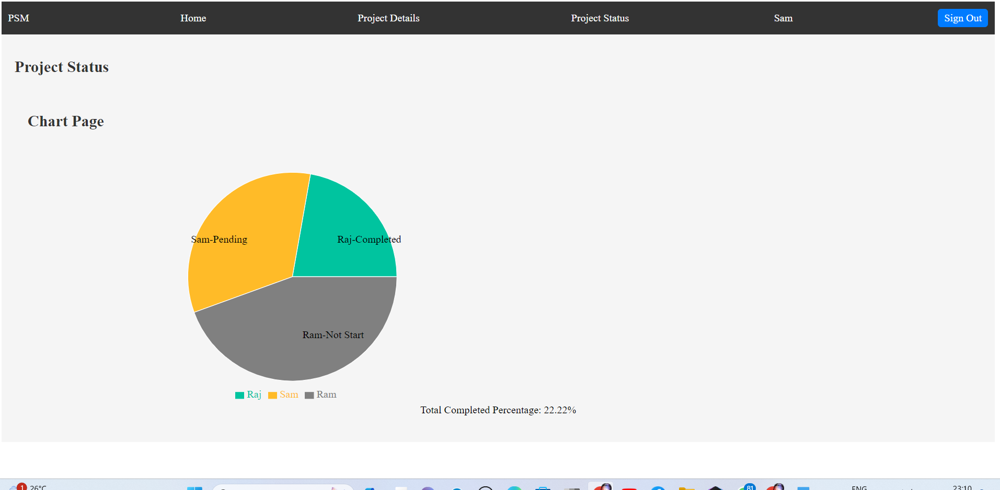 PSM Home Project Details Project Status Sam Sign Out
Project Status
Chart Page
Sam-Pending Raj-Completed
Ram-Not Start
Raj Sam Ram
Total Completed Percentage: 22.22%
1 26°C 81 ENG 23:10